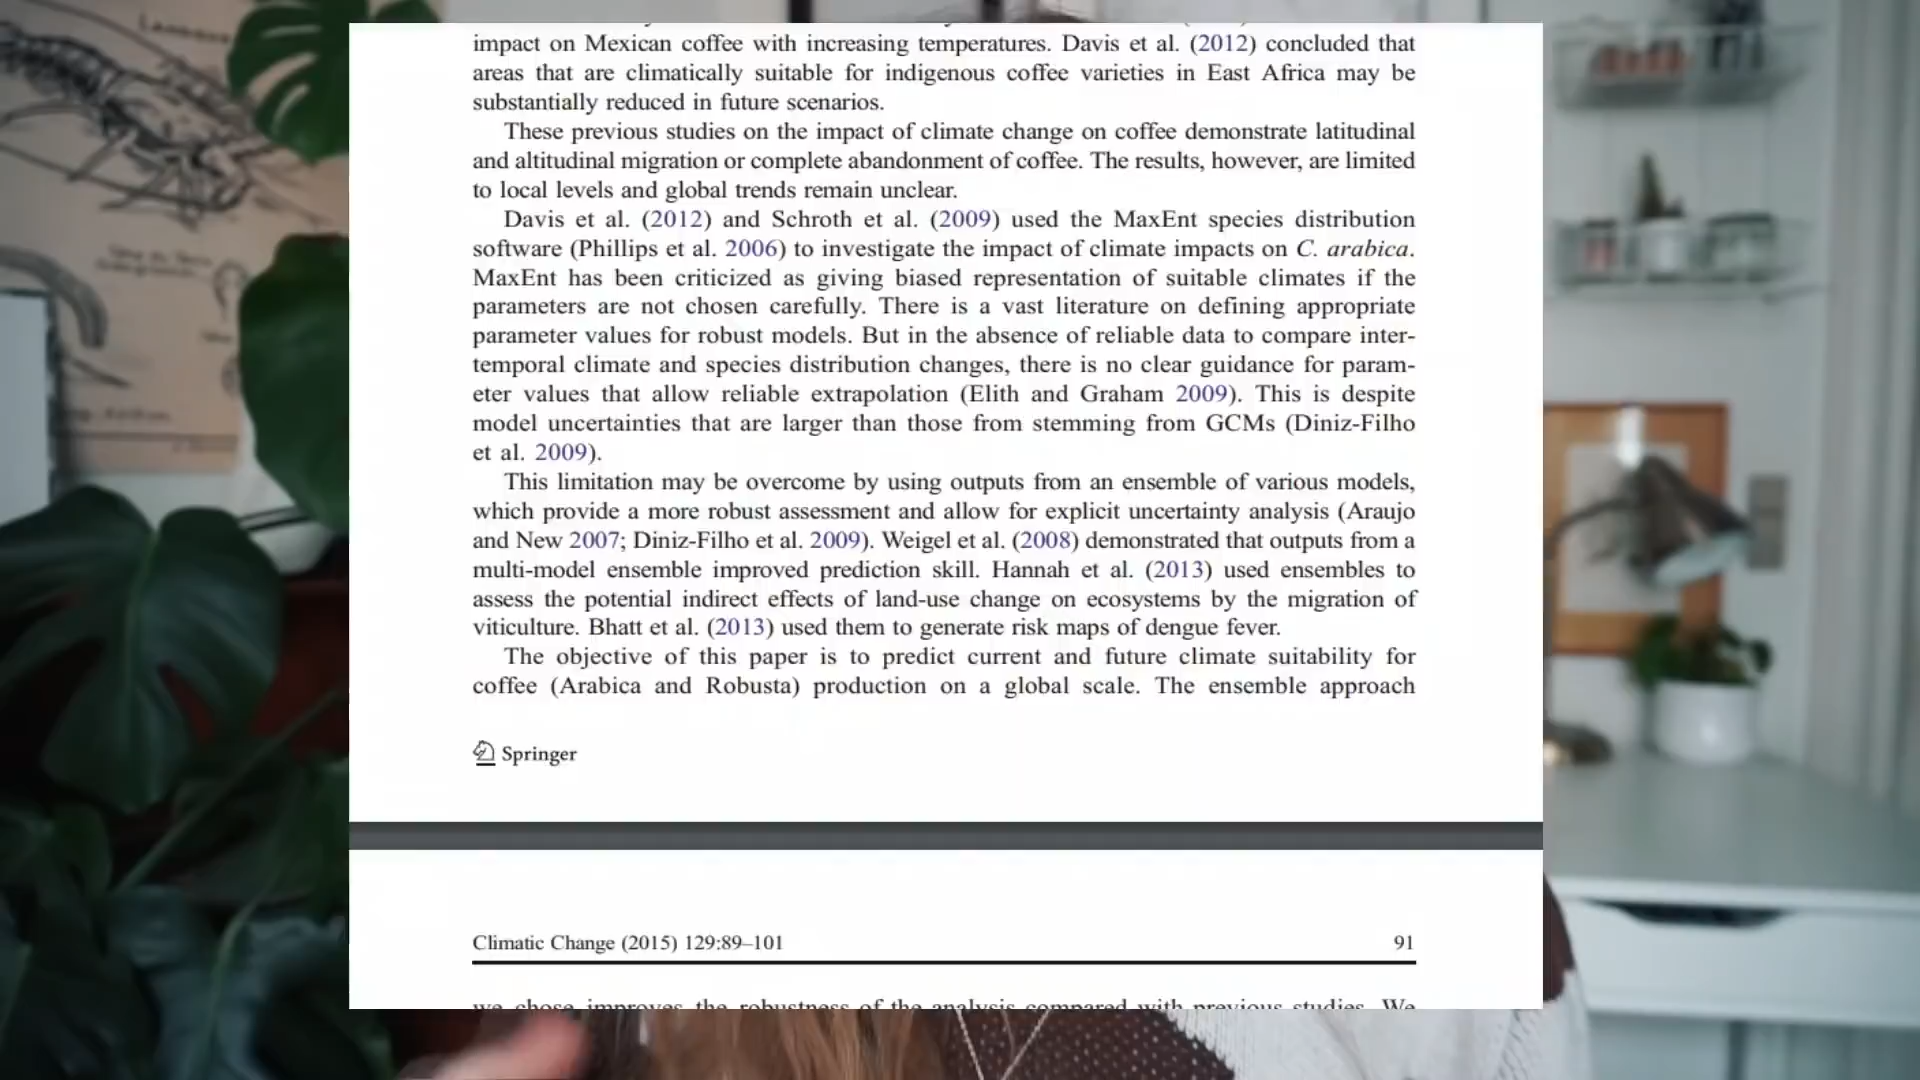 impact on Mexican coffee with increasing temperatures. Davis et al. (2012) concluded that
areas that are climatically suitable for indigenous coffee varieties in East Africa may be
substantially reduced in future scenarios.
These previous studies on the impact of climate change on coffee demonstrate latitudinal
and altitudinal migration or complete abandonment of coffee. The results, however, are limited
to local levels and global trends remain unclear.
Davis et al. (2012) and Schroth et al. (2009) used the MaxEnt species distribution
software (Phillips et al. 2006) to investigate the impact of climate impacts on C. arabica.
MaxEnt has been criticized as giving biased representation of suitable climates if the
parameters are not chosen carefully. There is a vast literature on defining appropriate
parameter values for robust models. But in the absence of reliable data to compare inter-
temporal climate and species distribution changes, there is no clear guidance for param-
eter values that allow reliable extrapolation (Elith and Graham 2009). This is despite
model uncertainties that are larger than those from stemming from GCMs (Diniz-Filho
et al. 2009).
This limitation may be overcome by using outputs from an ensemble of various models,
which provide a more robust assessment and allow for explicit uncertainty analysis (Araujo
and New 2007; Diniz-Filho et al. 2009). Weigel et al. (2008) demonstrated that outputs from a
multi-model ensemble improved prediction skill. Hannah et al. (2013) used ensembles to
assess the potential indirect effects of land-use change on ecosystems by the migration of
viticulture. Bhatt et al. (2013) used them to generate risk maps of dengue fever.
The objective of this paper is to predict current and future climate suitability for
coffee (Arabica and Robusta) production on a global scale. The ensemble approach
Springer
Climatic Change (2015) 129:89–101 91
we chose improves the robustness of the analysis compared with previous studies. We